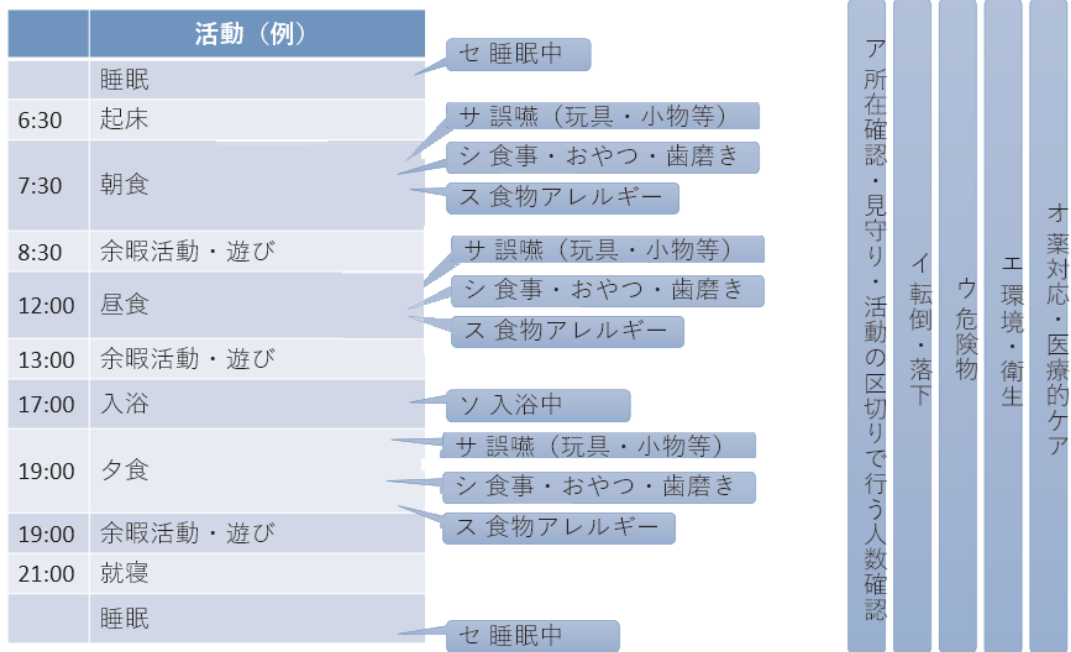 活動（例）
セ 睡眠中
睡眠
6:30 起床
サ 誤嚥（玩具・小物等）
シ 食事・おやつ・歯磨き
7:30 朝食
ス 食物アレルギー
8:30 余暇活動・遊び
サ 誤嚥（玩具・小物等）
シ 食事・おやつ・歯磨き
12:00 昼食
ス 食物アレルギー
13:00 余暇活動・遊び
17:00 入浴
ソ 入浴中
サ 誤嚥（玩具・小物等）
19:00 夕食
シ 食事・おやつ・歯磨き
ス 食物アレルギー
19:00 余暇活動・遊び
21:00 就寝
睡眠
セ 睡眠中
ア 所在確認・見守り・活動の区切りで行う人数確認
イ 転倒・落下
ウ 危険物
エ 環境・衛生
オ 薬対応・医療的ケア